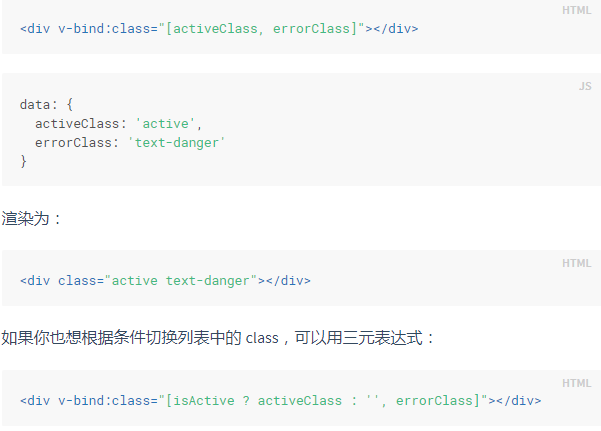 HTML
<div v-bind:class="[activeClass, errorClass]"></div>
JS
data: {
  activeClass: 'active',
  errorClass: 'text-danger'
}
渲染为：
HTML
<div class="active text-danger"></div>
如果你也想根据条件切换列表中的 class，可以用三元表达式：
HTML
<div v-bind:class="[isActive ? activeClass : '', errorClass]"></div>